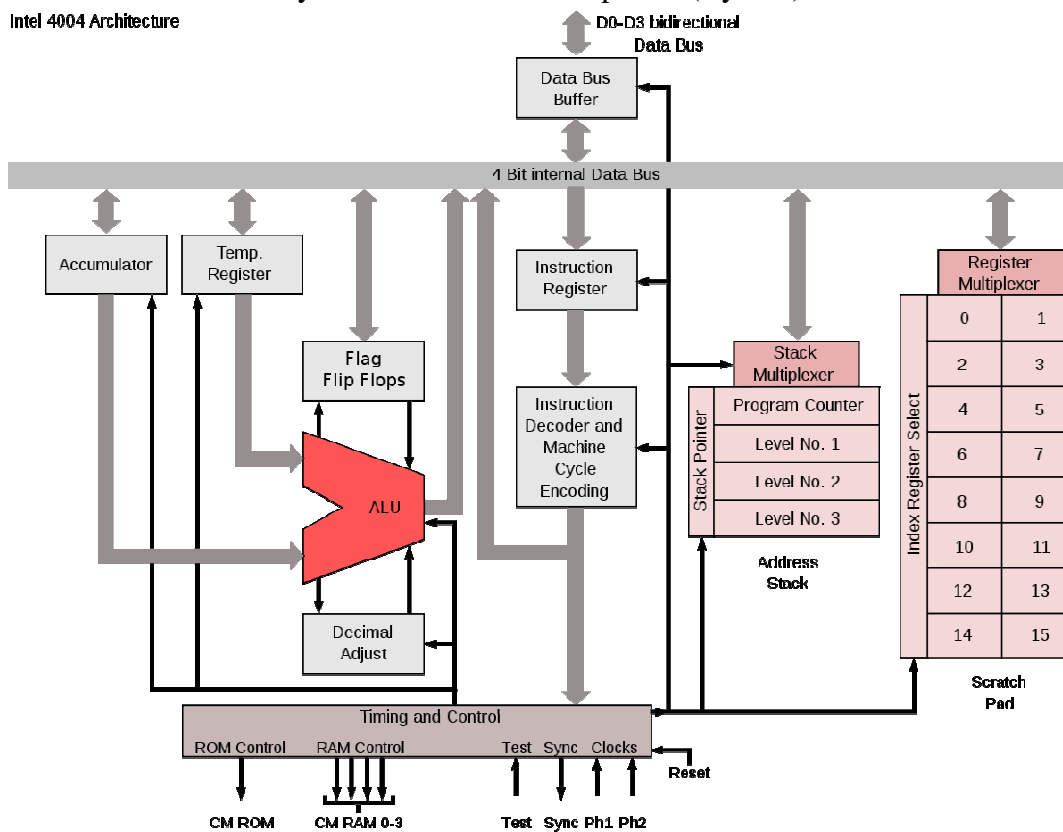 Intel 4004 Architecture
D0-D3 bidirectional
Data Bus
Data Bus
Buffer
4 Bit internal Data Bus
Accumulator
Temp.
Register
Instruction
Register
Register
Multiplexer
Flag
Flip Flops
Stack
Multiplexer
Instruction
Decoder and
Machine
Cycle
Encoding
ALU
Decimal
Adjust
Stack Pointer
Program Counter
Level No. 1
Level No. 2
Level No. 3
Address
Stack
Index Register Select
0 1
2 3
4 5
6 7
8 9
10 11
12 13
14 15
Scratch
Pad
Timing and Control
ROM Control RAM Control Test Sync Clocks
Reset
CM ROM CM RAM 0-3 Test Sync Ph1 Ph2